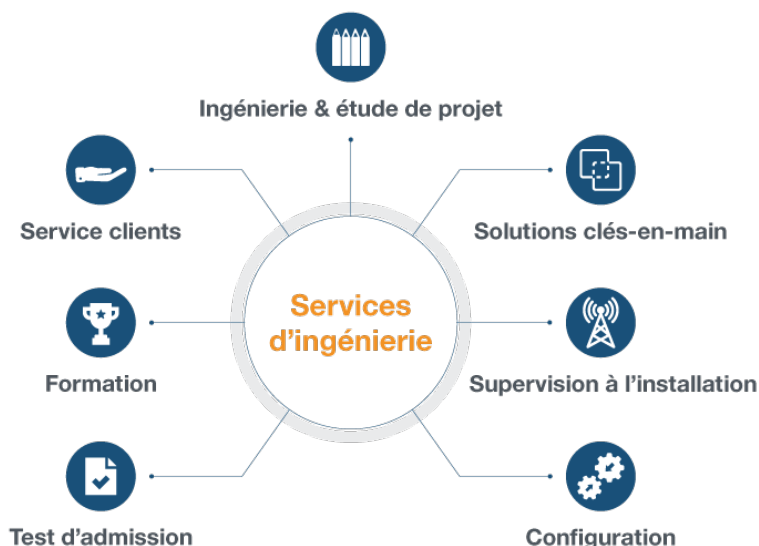 Ingénierie & étude de projet
Service clients
Solutions clés-en-main
Services
d'ingénierie
Formation
Supervision à l'installation
Test d'admission
Configuration